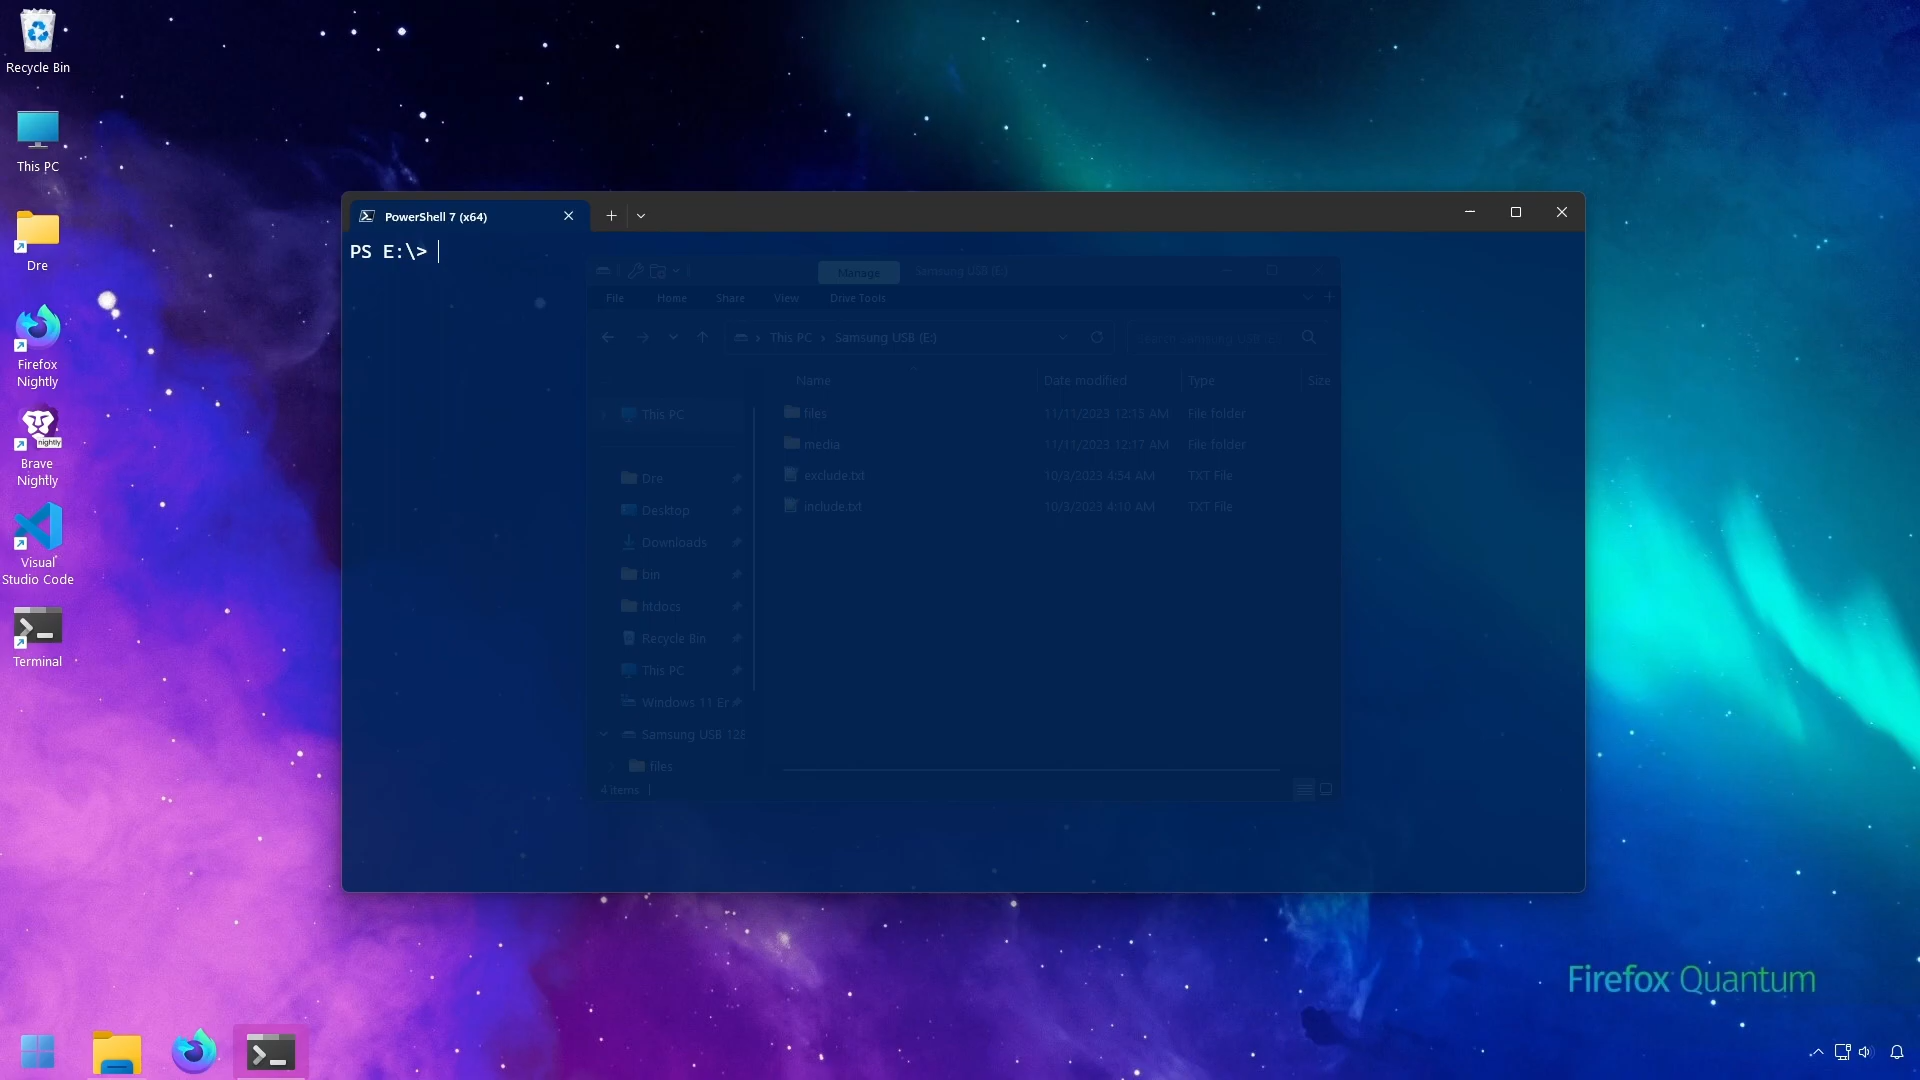 Recycle Bin
This PC
Dre
Firefox
Nightly
nightly
Brave
Nightly
Visual
Studio Code
Terminal
PowerShell 7 (x64)
PS E:\>
Manage
Samsung USB (E:)
File
Home
Share
View
Drive Tools
This PC
Samsung USB (E:)
Name
Date modified
Type
Size
This PC
files
11/11/2023 12:15 AM
File folder
media
11/11/2023 12:17 AM
File folder
exclude.txt
10/3/2023 4:54 AM
TXT File
include.txt
10/3/2023 4:10 AM
TXT File
Dre
Desktop
Downloads
bin
htdocs
Recycle Bin
This PC
Windows 11 Er
Samsung USB 128
files
4 items
Firefox Quantum